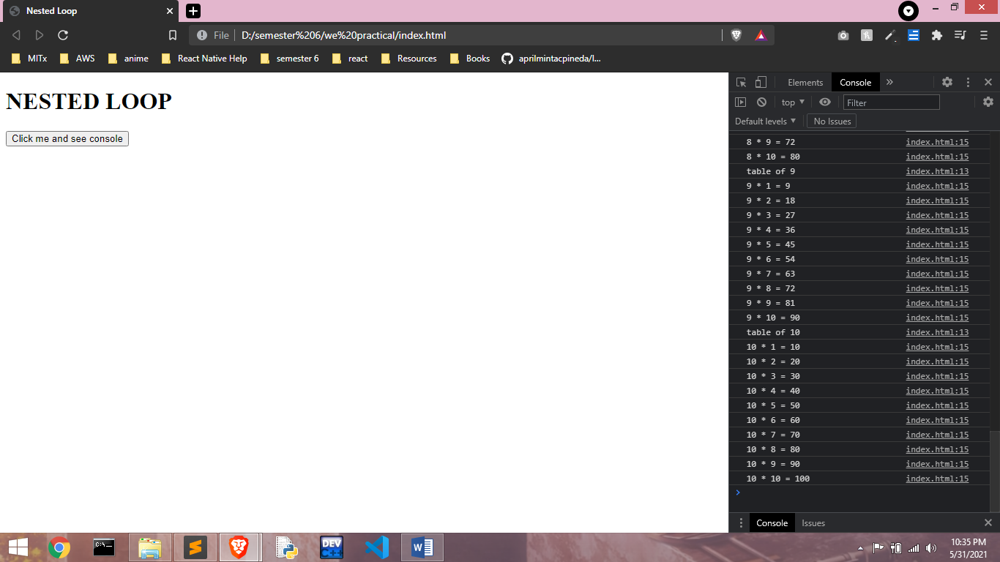 Nested Loop
File D:/semester%206/we%20practical/index.html
MITx AWS anime React Native Help semester 6 react Resources Books aprilmintacpineda/l...
NESTED LOOP
Click me and see console
Elements Console
top Filter
Default levels No Issues
8 * 9 = 72 index.html:15
8 * 10 = 80 index.html:15
table of 9 index.html:13
9 * 1 = 9 index.html:15
9 * 2 = 18 index.html:15
9 * 3 = 27 index.html:15
9 * 4 = 36 index.html:15
9 * 5 = 45 index.html:15
9 * 6 = 54 index.html:15
9 * 7 = 63 index.html:15
9 * 8 = 72 index.html:15
9 * 9 = 81 index.html:15
9 * 10 = 90 index.html:15
table of 10 index.html:13
10 * 1 = 10 index.html:15
10 * 2 = 20 index.html:15
10 * 3 = 30 index.html:15
10 * 4 = 40 index.html:15
10 * 5 = 50 index.html:15
10 * 6 = 60 index.html:15
10 * 7 = 70 index.html:15
10 * 8 = 80 index.html:15
10 * 9 = 90 index.html:15
10 * 10 = 100 index.html:15
Console Issues
C:\
DEV C++
W
10:35 PM
5/31/2021